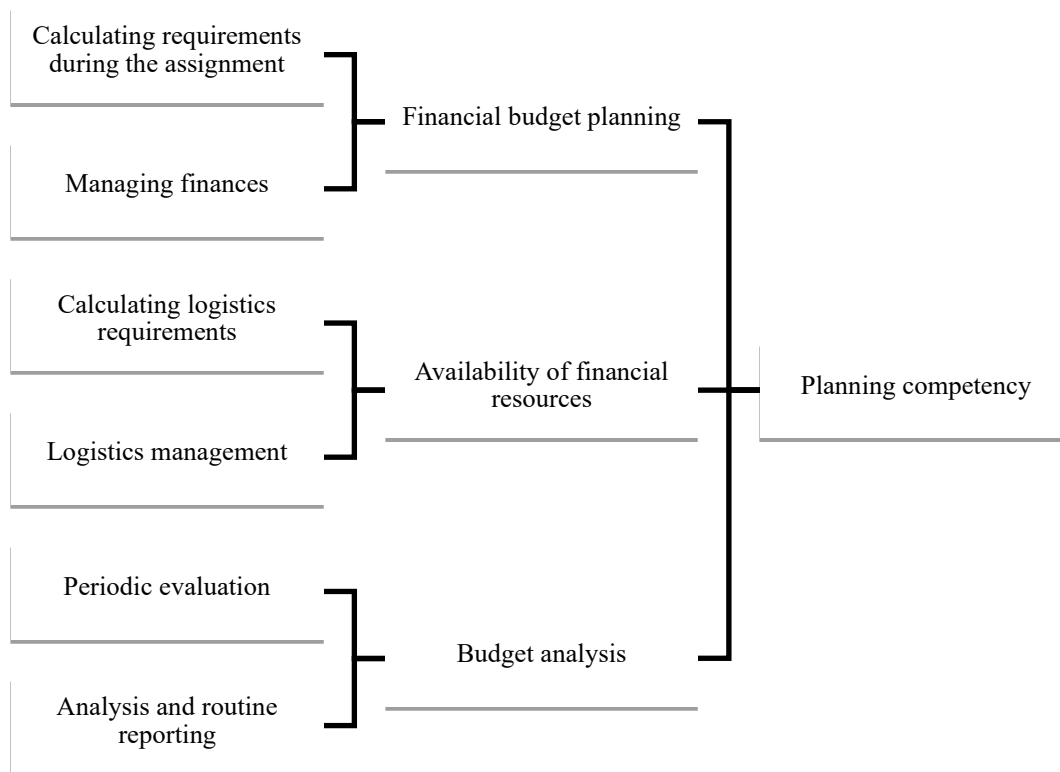 Calculating requirements
during the assignment
Financial budget planning
Managing finances
Calculating logistics
requirements
Availability of financial
resources
Planning competency
Logistics management
Periodic evaluation
Budget analysis
Analysis and routine
reporting